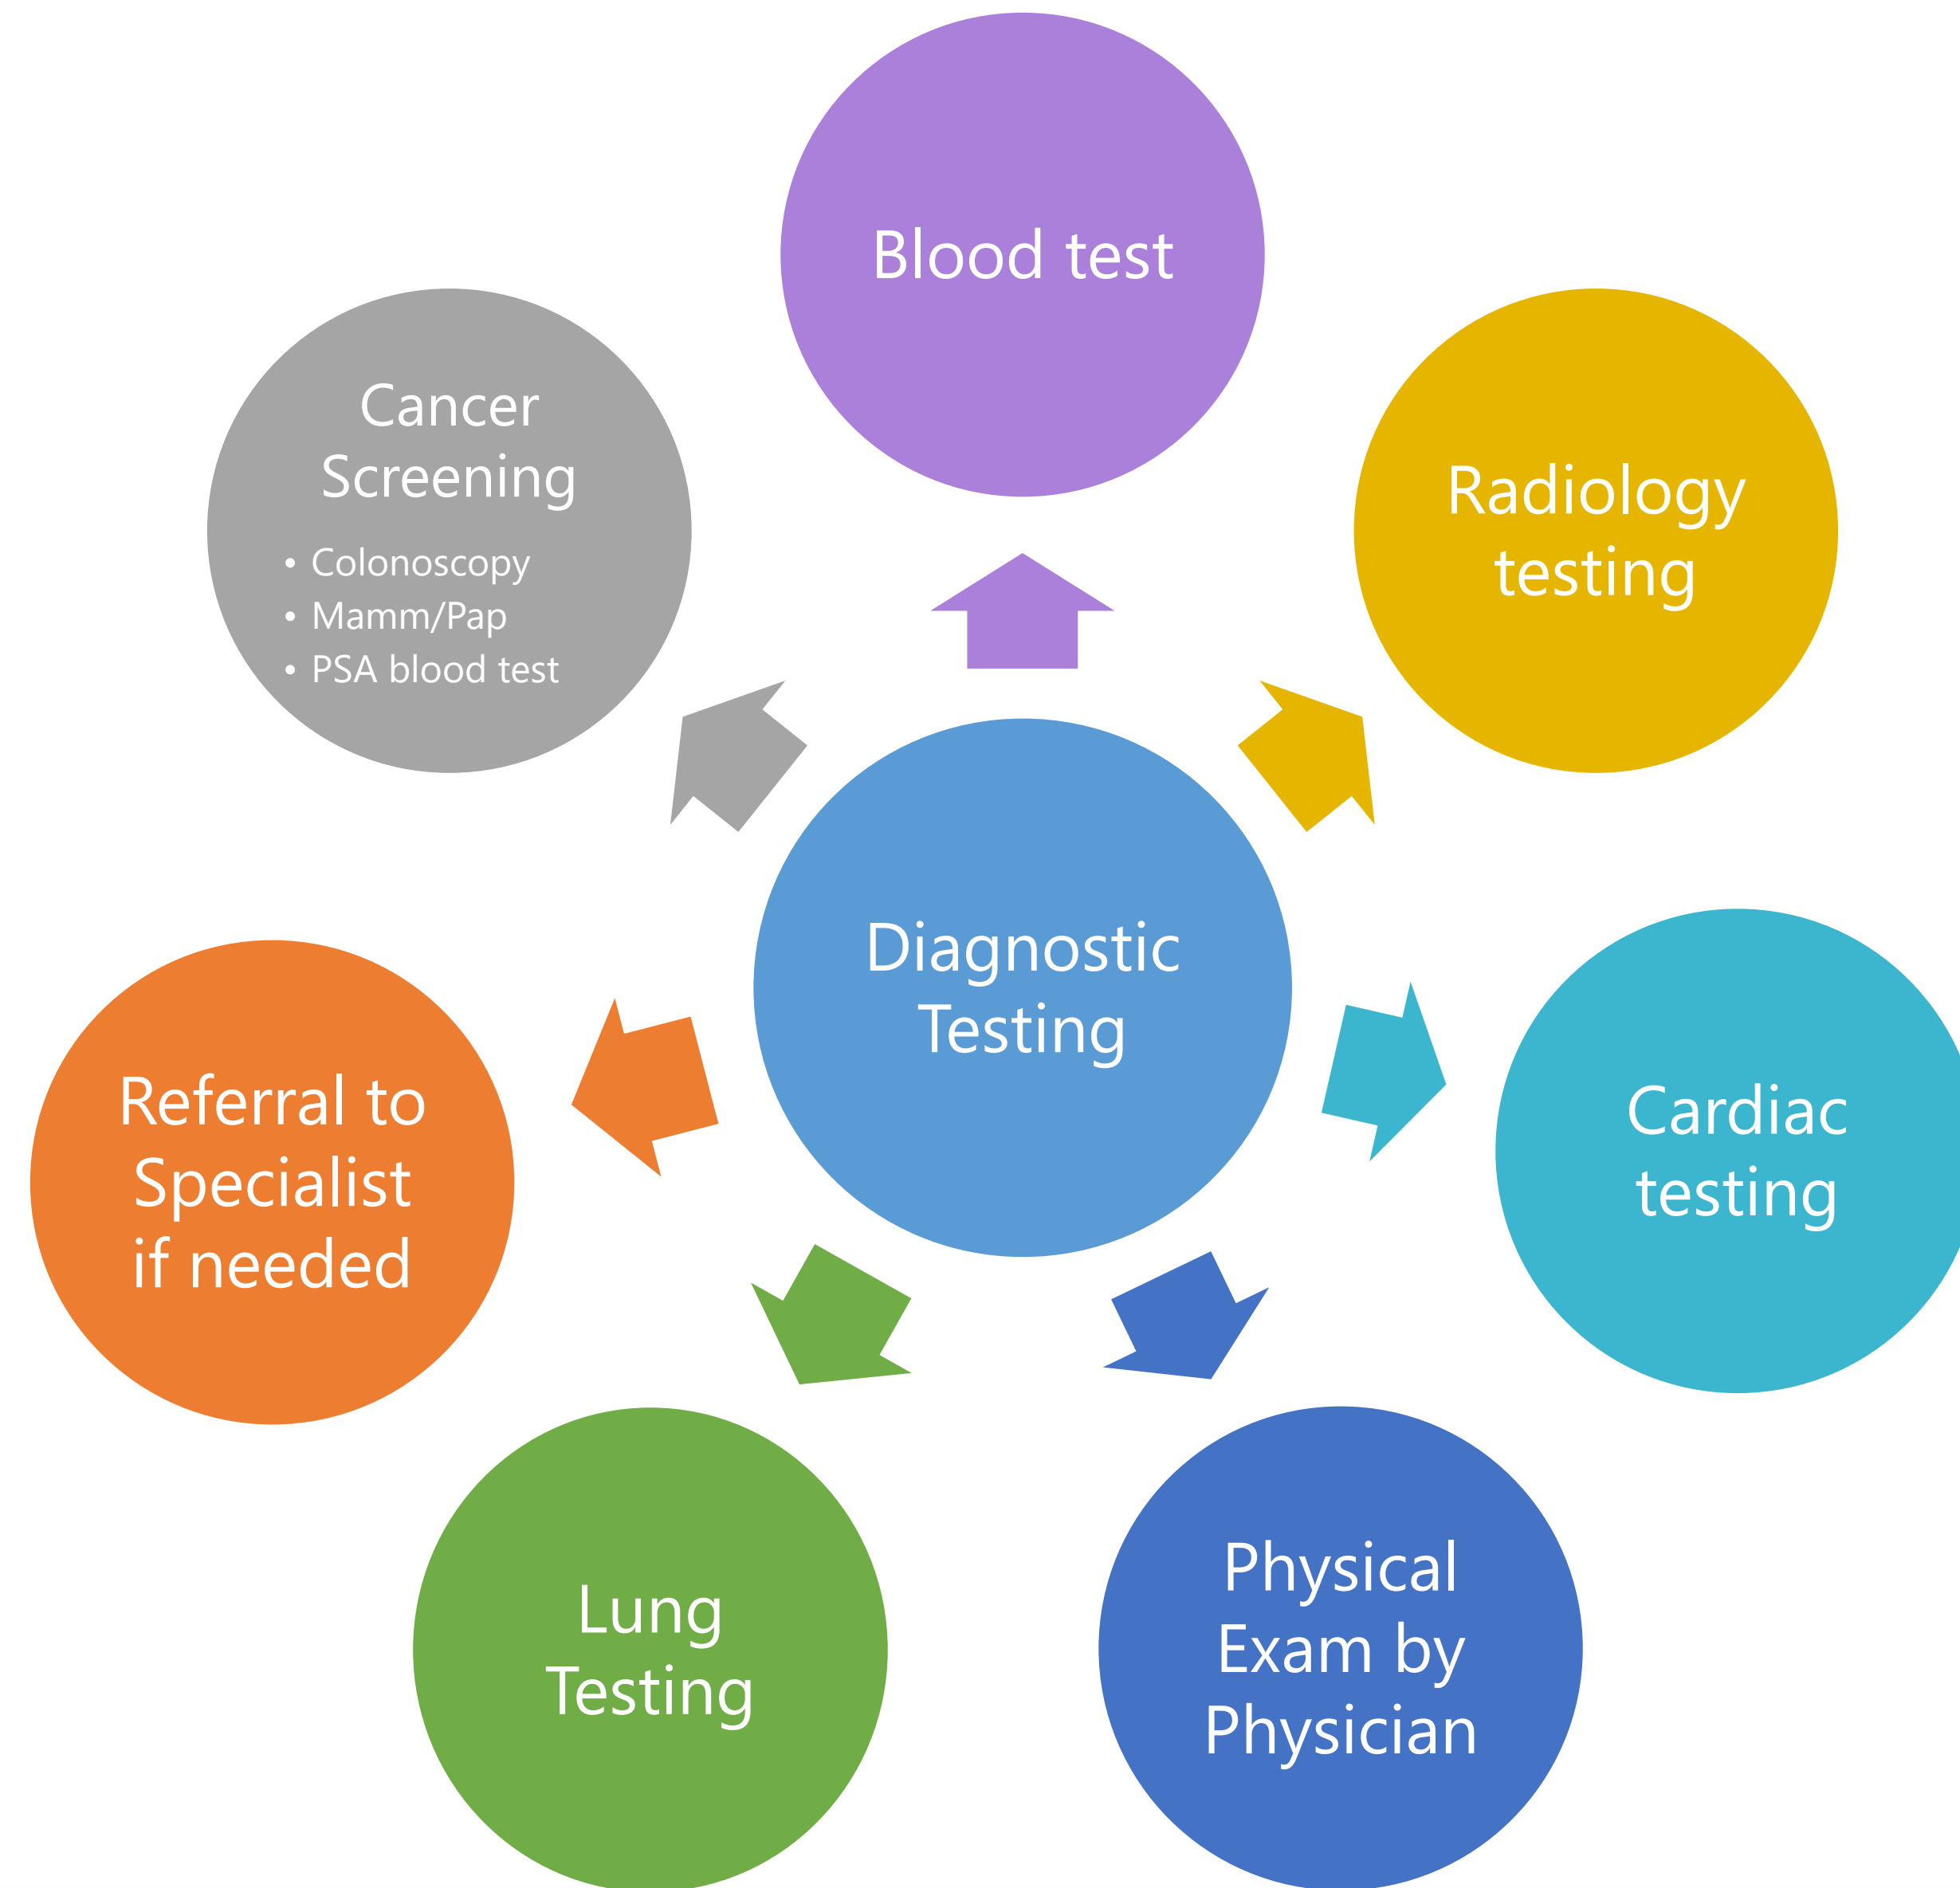 Blood test
Radiology
testing
Cardiac
testing
Physical
Exam by
Physician
Lung
Testing
Referral to
Specialist
if needed
Cancer
Screening
• Colonoscopy
• Mamm/Pap
• PSA blood test
Diagnostic
Testing